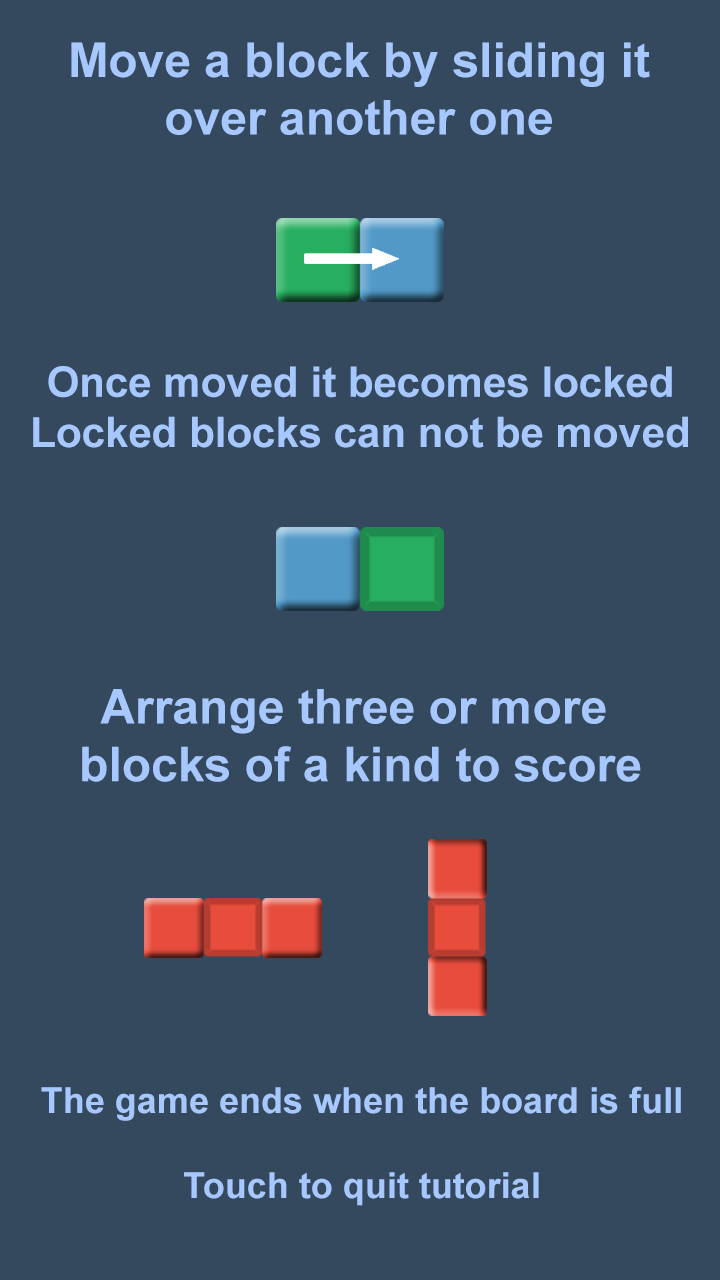 Move a block by sliding it
over another one
Once moved it becomes locked
Locked blocks can not be moved
Arrange three or more
blocks of a kind to score
The game ends when the board is full
Touch to quit tutorial